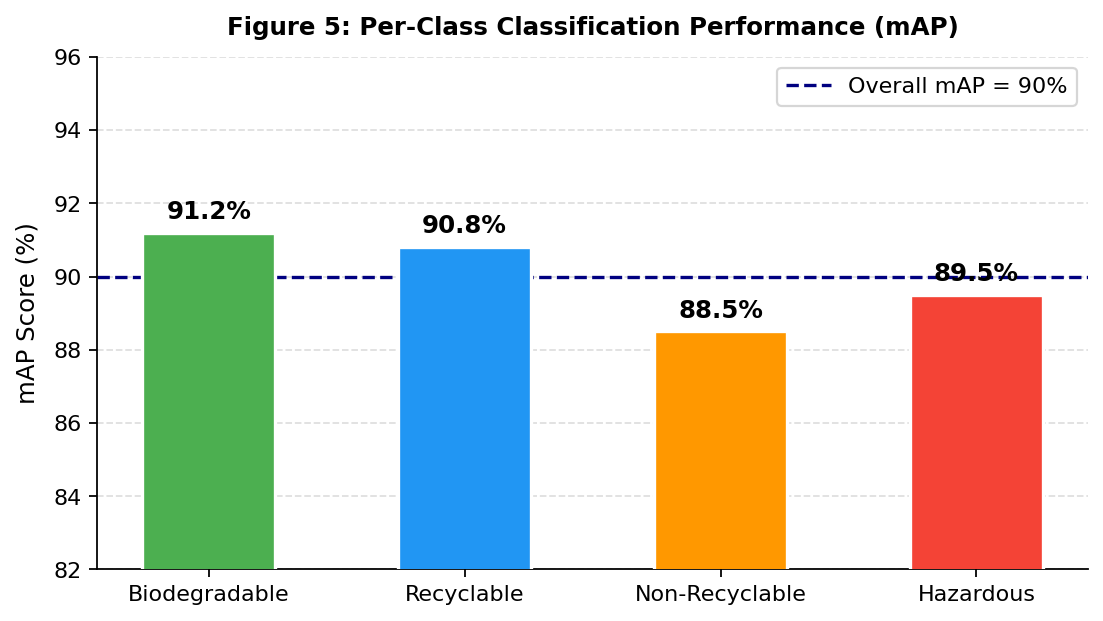 Figure 5: Per-Class Classification Performance (mAP)
Overall mAP = 90%
mAP Score (%)
96
94
92
90
88
86
84
82
91.2%
90.8%
88.5%
89.5%
Biodegradable
Recyclable
Non-Recyclable
Hazardous